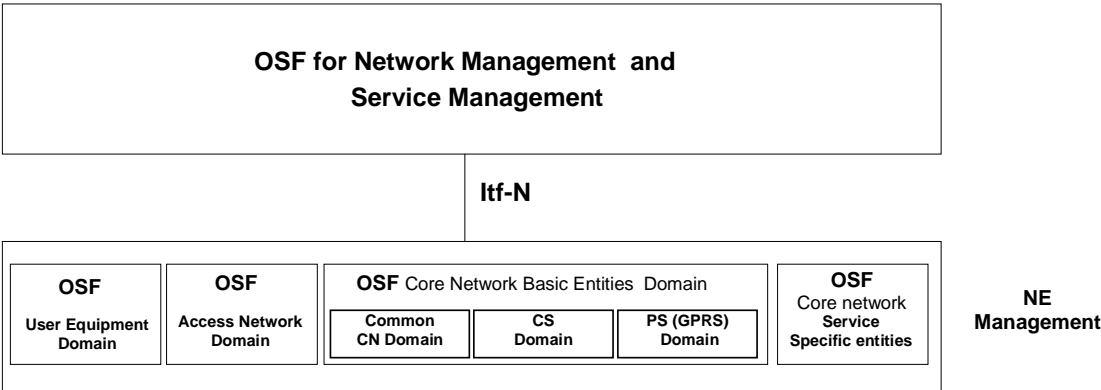 OSF for Network Management and
Service Management
Itf-N
OSF
User Equipment
Domain
OSF
Access Network
Domain
OSF Core Network Basic Entities Domain
Common
CN Domain
CS
Domain
PS (GPRS)
Domain
OSF
Core network
Service
Specific entities
NE
Management